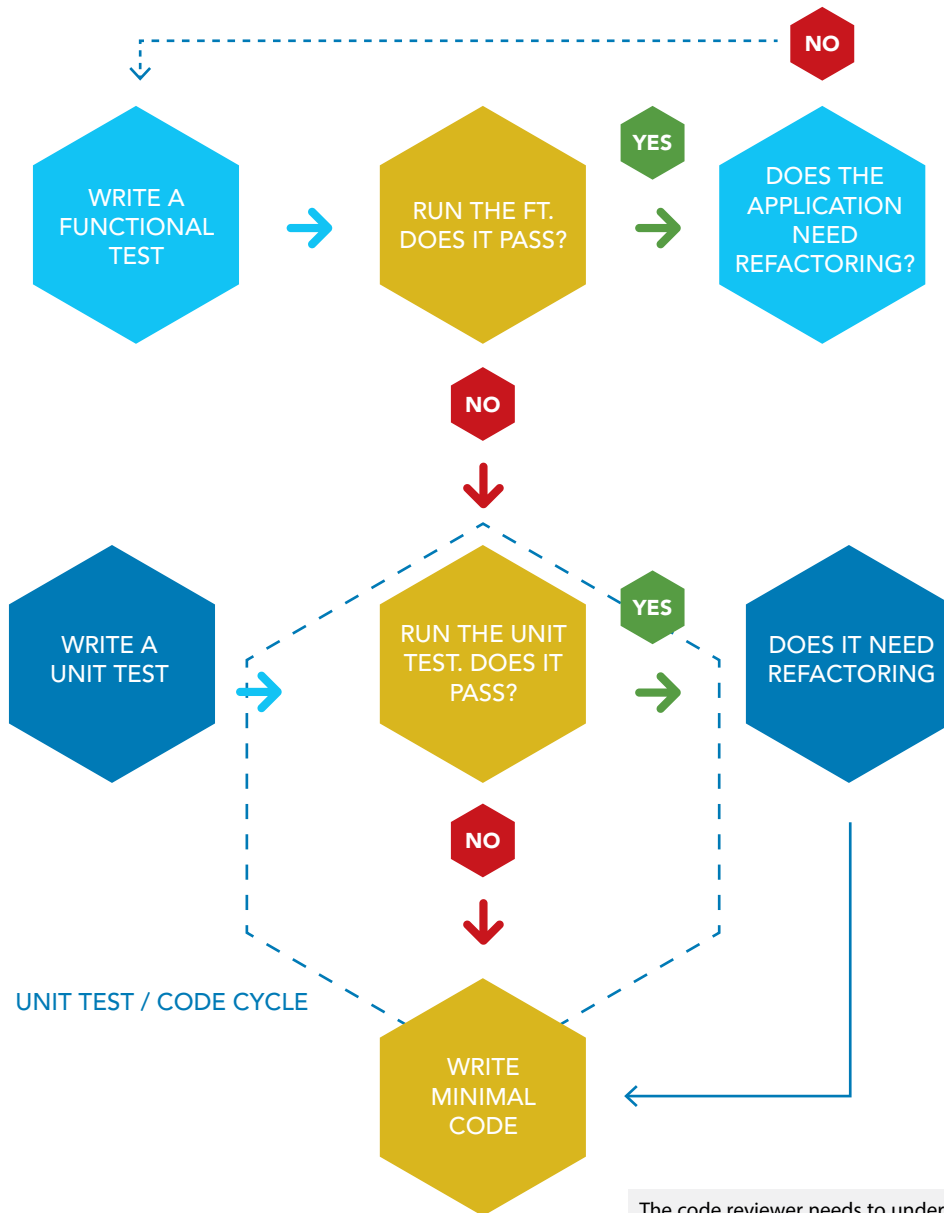 NO
WRITE A
FUNCTIONAL
TEST
RUN THE FT.
DOES IT PASS?
YES
DOES THE
APPLICATION
NEED
REFACTORING?
NO
WRITE A
UNIT TEST
RUN THE UNIT
TEST. DOES IT
PASS?
YES
DOES IT NEED
REFACTORING
NO
UNIT TEST / CODE CYCLE
WRITE
MINIMAL
CODE
The code reviewer needs to under